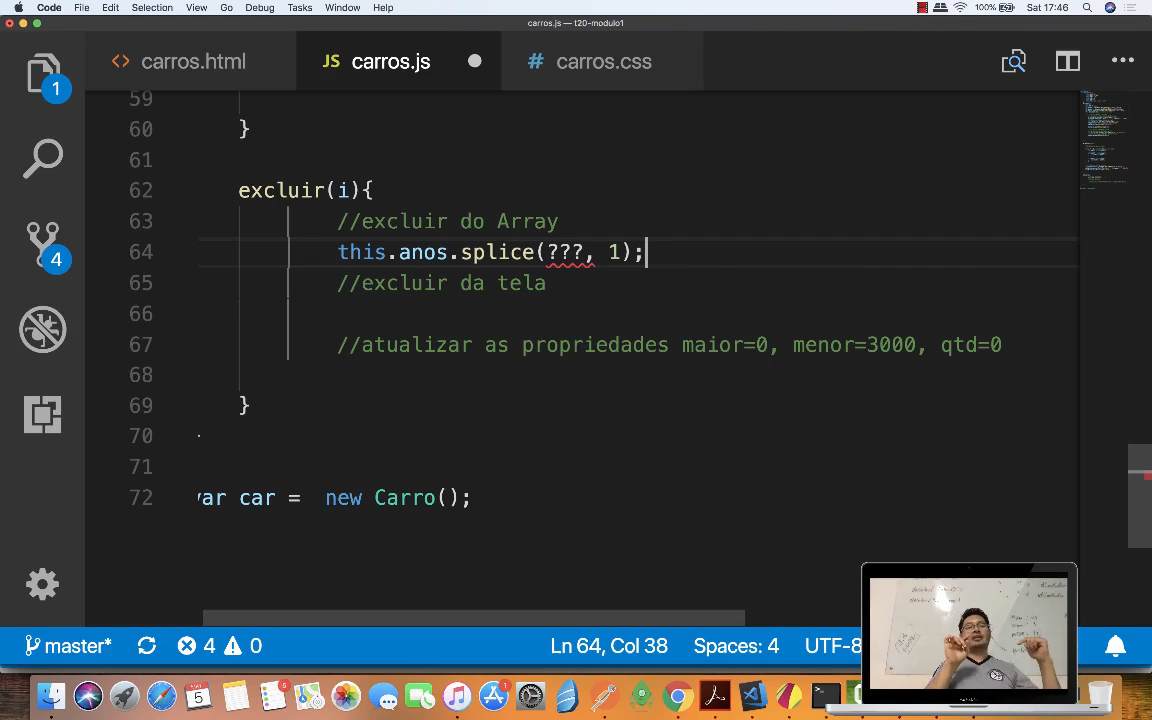 Code File Edit Selection View Go Debug Tasks Window Help 100% Sat 17:46
carros.js — t20-modulo1
1 <> carros.html JS carros.js # carros.css
59
60 }
61
62 excluir(i){
63 //excluir do Array
64 this.anos.splice(???, 1);
65 //excluir da tela
66
67 //atualizar as propriedades maior=0, menor=3000, qtd=0
68
69 }
70
71
72 var car = new Carro();
4
master* 4 0 Ln 64, Col 38 Spaces: 4 UTF-8
5 6 1